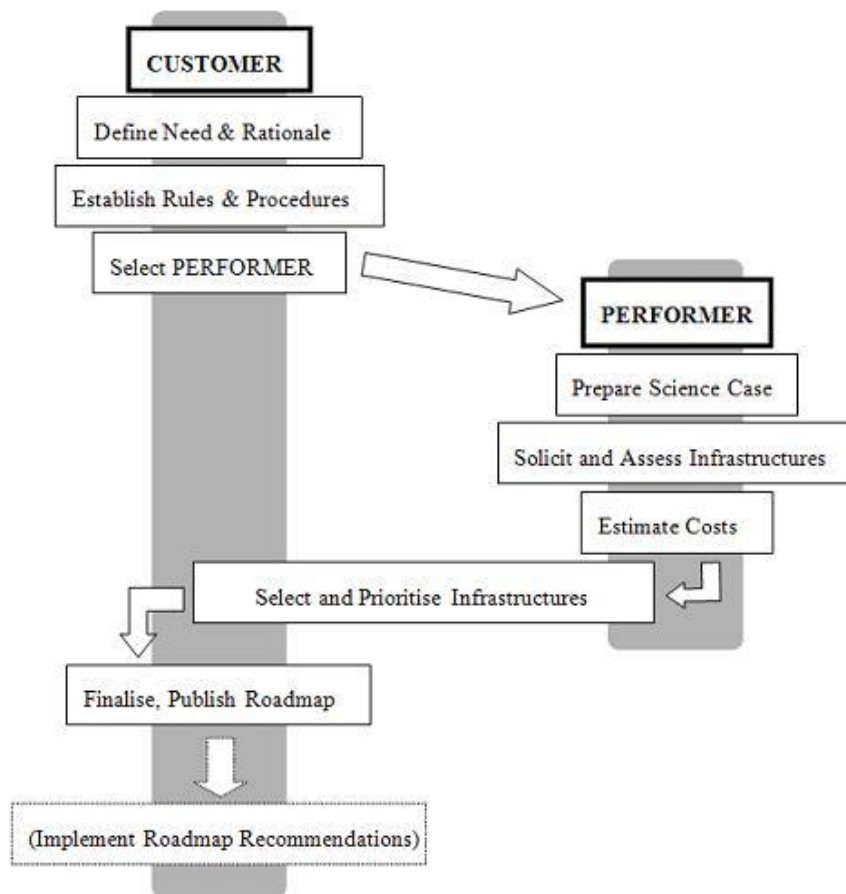 CUSTOMER
Define Need & Rationale
Establish Rules & Procedures
Select PERFORMER
PERFORMER
Prepare Science Case
Solicit and Assess Infrastructures
Estimate Costs
Select and Prioritise Infrastructures
Finalise, Publish Roadmap
(Implement Roadmap Recommendations)